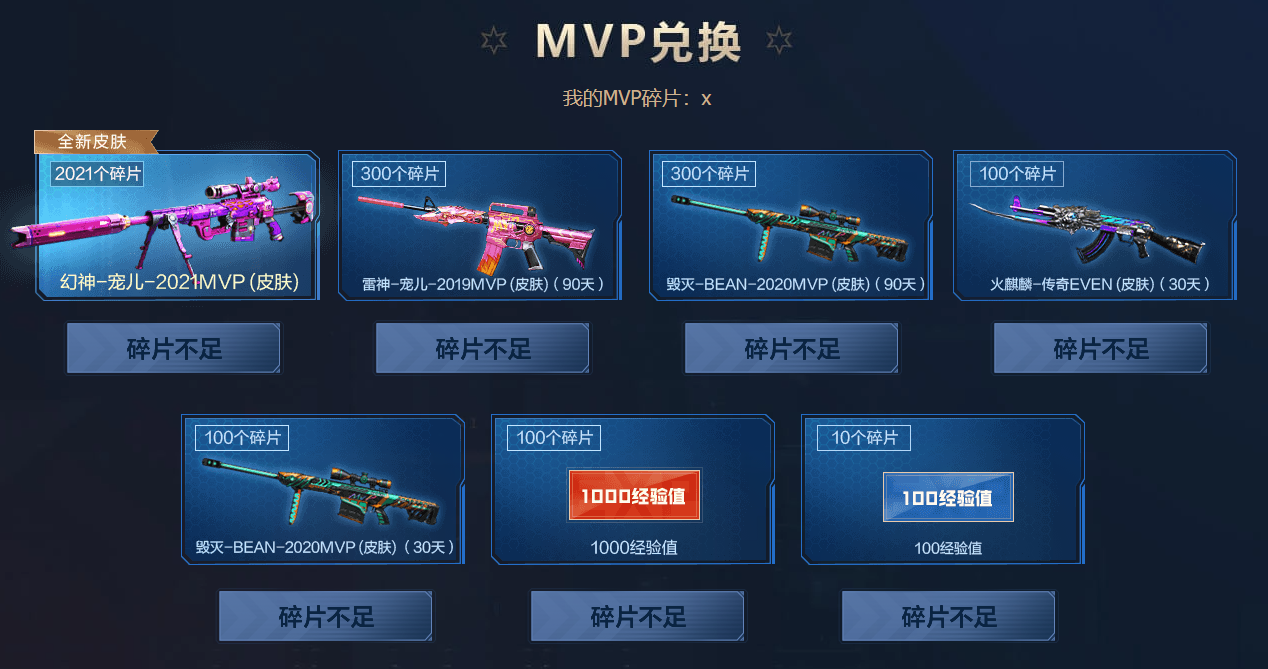 MVP兑换
我的MVP碎片：x
全新皮肤
2021个碎片
幻神-宠儿-2021MVP(皮肤)
碎片不足
300个碎片
雷神-宠儿-2019MVP(皮肤)(90天)
碎片不足
300个碎片
毁灭-BEAN-2020MVP(皮肤)(90天)
碎片不足
100个碎片
火麒麟-传奇EVEN(皮肤)(30天)
碎片不足
100个碎片
毁灭-BEAN-2020MVP(皮肤)(30天)
碎片不足
100个碎片
1000经验值
1000经验值
碎片不足
10个碎片
100经验值
100经验值
碎片不足